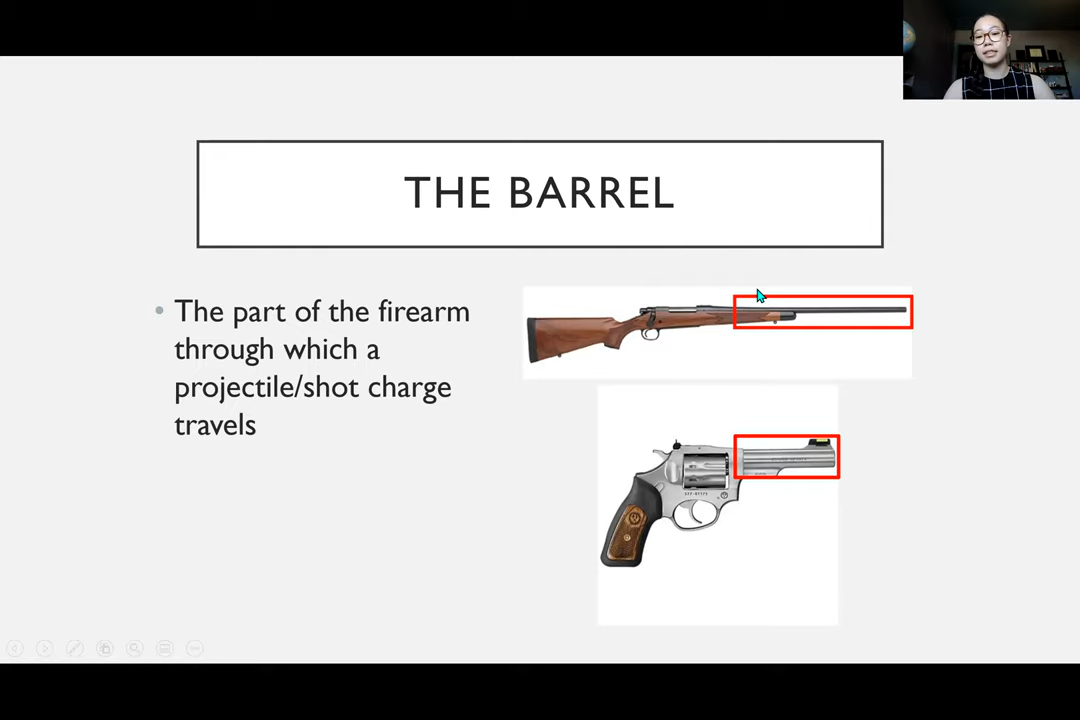 THE BARREL
• The part of the firearm
through which a
projectile/shot charge
travels